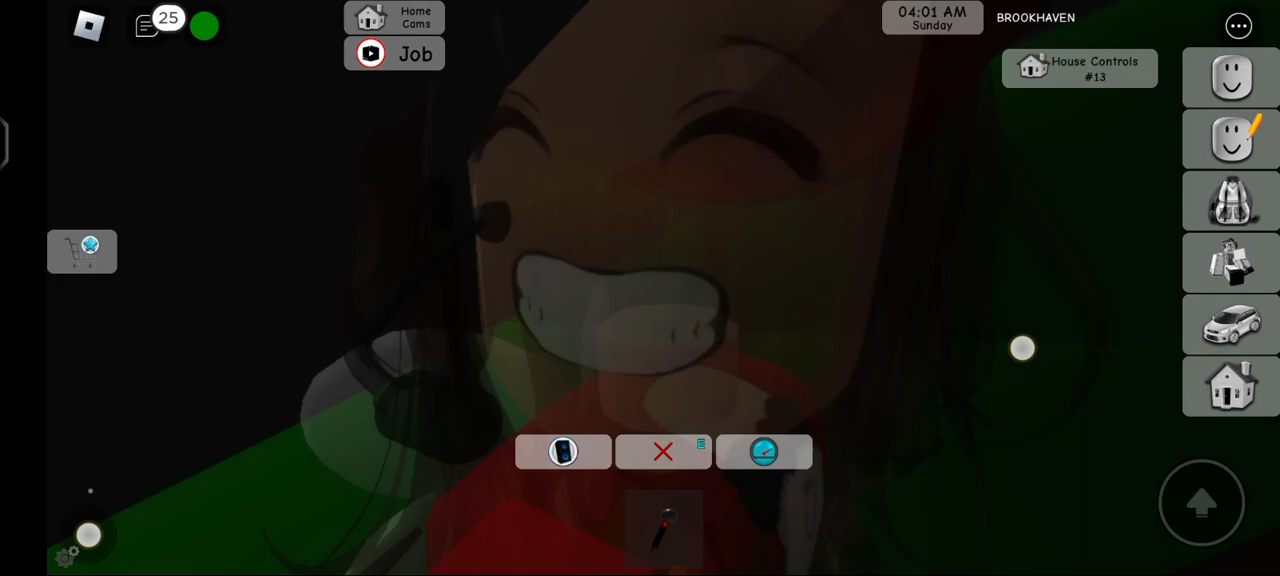 25
Home
Cams
Job
04:01 AM
Sunday
BROOKHAVEN
House Controls
#13
E